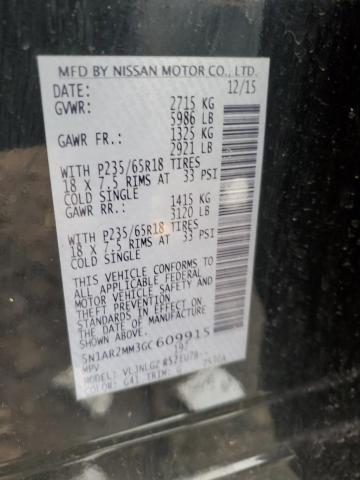 MFD BY NISSAN MOTOR CO., LTD.
DATE: 12/15
GVWR: 2715 KG
5986 LB
GAWR FR: 1325 KG
2921 LB
WITH P235/65R18 TIRES
18 X 7.5 RIMS AT 33 PSI
COLD SINGLE
GAWR RR.: 1415 KG
3120 LB
WITH P235/65R18 TIRES
18 X 7.5 RIMS AT 33 PSI
COLD SINGLE
THIS VEHICLE CONFORMS TO
ALL APPLICABLE FEDERAL
MOTOR VEHICLE SAFETY AND
THEFT PREVENTION
STANDARDS IN EFFECT ON THE
DATE OF MANUFACTURE
SHOWN ABOVE.
5N1AR2MM3GC609915
MPV
MODEL:
COLOR: G41 TRIM: G